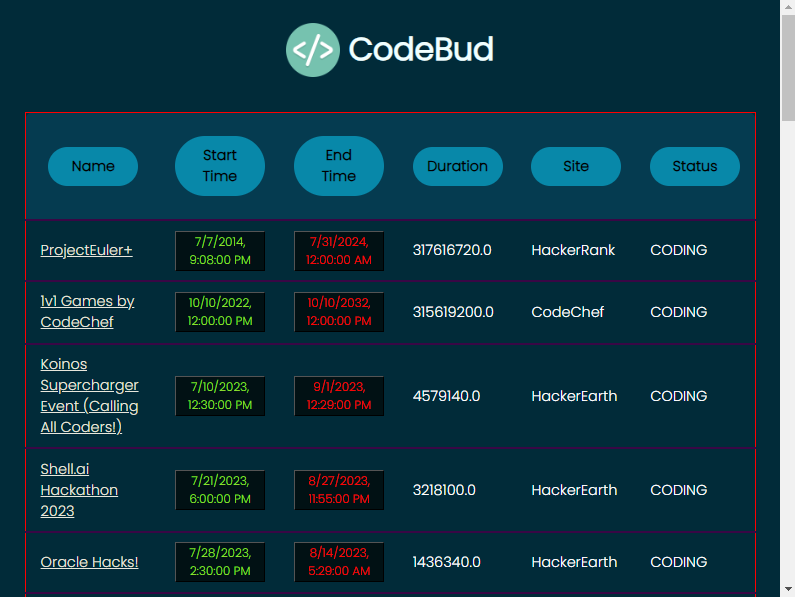 </> CodeBud
Name Start Time End Time Duration Site Status
ProjectEuler+ 7/7/2014, 9:08:00 PM 7/31/2024, 12:00:00 AM 317616720.0 HackerRank CODING
1v1 Games by CodeChef 10/10/2022, 12:00:00 PM 10/10/2032, 12:00:00 PM 315619200.0 CodeChef CODING
Koinos Supercharger Event (Calling All Coders!) 7/10/2023, 12:30:00 PM 9/1/2023, 12:29:00 PM 4579140.0 HackerEarth CODING
Shell.ai Hackathon 2023 7/21/2023, 6:00:00 PM 8/27/2023, 11:55:00 PM 3218100.0 HackerEarth CODING
Oracle Hacks! 7/28/2023, 2:30:00 PM 8/14/2023, 5:29:00 AM 1436340.0 HackerEarth CODING